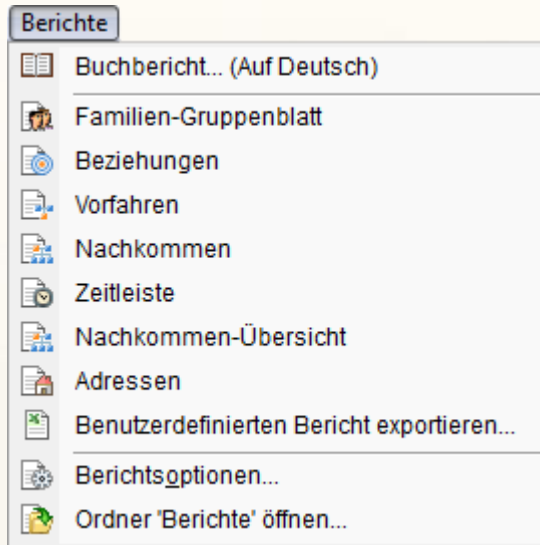 Berichte
Buchbericht... (Auf Deutsch)
Familien-Gruppenblatt
Beziehungen
Vorfahren
Nachkommen
Zeitleiste
Nachkommen-Übersicht
Adressen
Benutzerdefinierten Bericht exportieren...
Berichtsoptionen...
Ordner 'Berichte' öffnen...